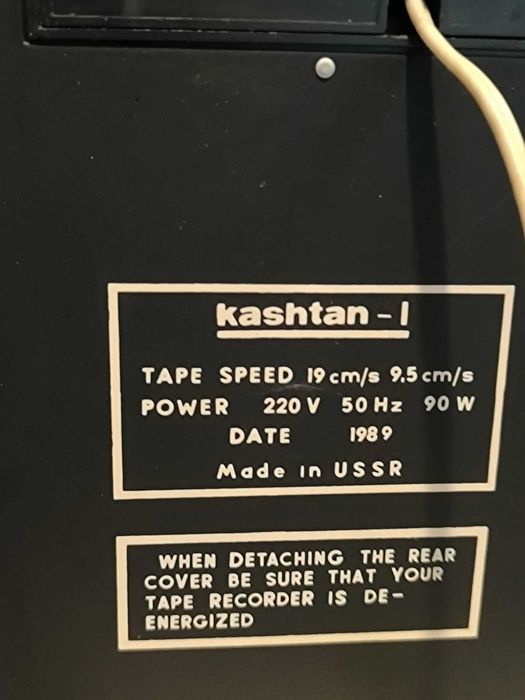 kashtan - I
TAPE SPEED 19 cm/s 9.5 cm/s
POWER 220 V 50 Hz 90 W
DATE 1989
Made in USSR
WHEN DETACHING THE REAR
COVER BE SURE THAT YOUR
TAPE RECORDER IS DE-
ENERGIZED